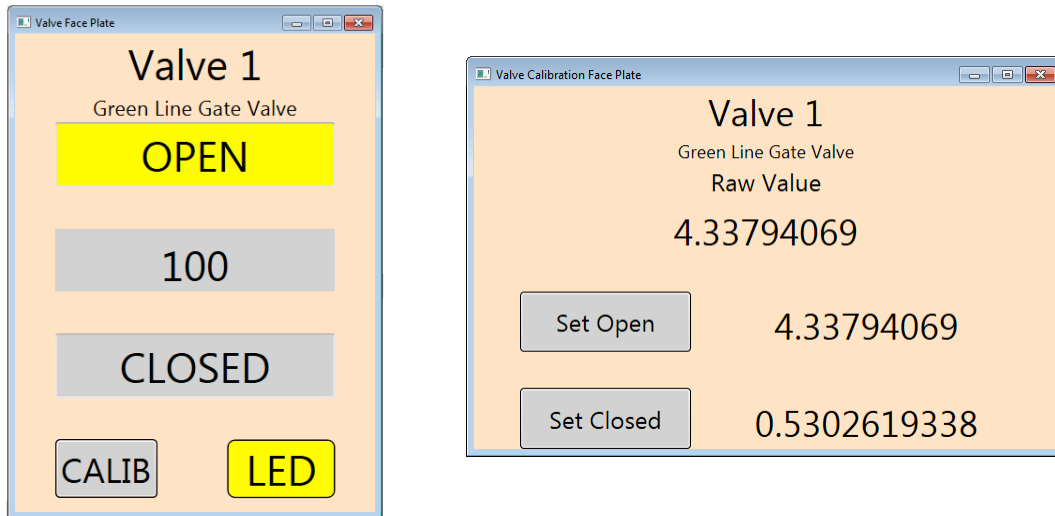 Valve Face Plate
Valve 1
Green Line Gate Valve
OPEN
100
CLOSED
CALIB
LED
Valve Calibration Face Plate
Valve 1
Green Line Gate Valve
Raw Value
4.33794069
Set Open
4.33794069
Set Closed
0.5302619338